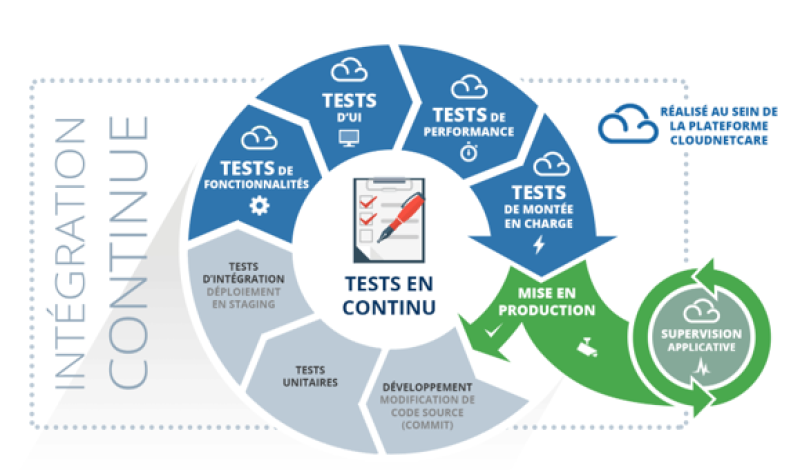 INTÉGRATION
CONTINUE
TESTS
D'UI
TESTS DE
PERFORMANCE
TESTS DE
FONCTIONNALITÉS
TESTS
DE MONTÉE
EN CHARGE
RÉALISÉ AU SEIN DE
LA PLATEFORME
CLOUDNETCARE
TESTS
D'INTÉGRATION
DÉPLOIEMENT
EN STAGING
TESTS EN
CONTINU
MISE EN
PRODUCTION
SUPERVISION
APPLICATIVE
TESTS
UNITAIRES
DÉVELOPPEMENT
MODIFICATION DE
CODE SOURCE
(COMMIT)